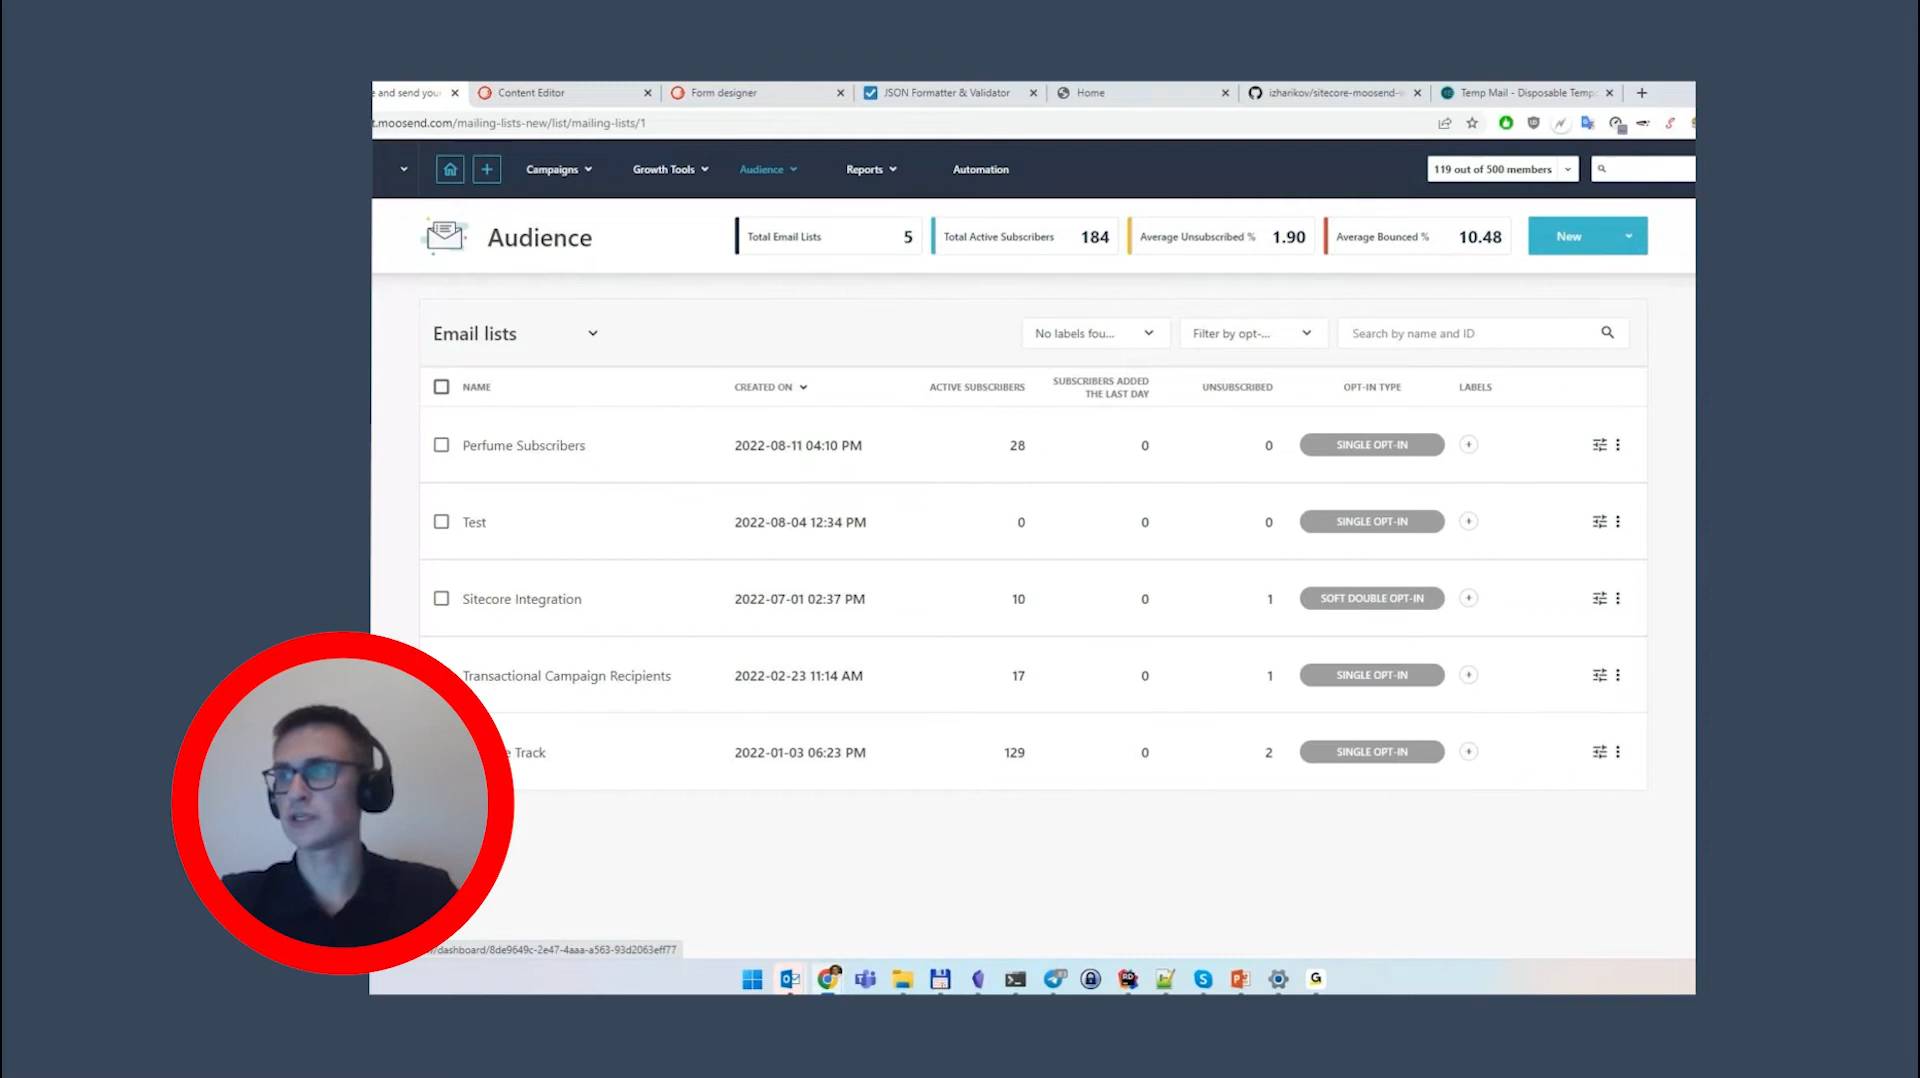 e and send your
Content Editor
Form designer
JSON Formatter & Validator
Home
izharikov/sitecore-moosend-
Temp Mail - Disposable Tempo
t.moosend.com/mailing-lists-new/list/mailing-lists/1
Campaigns
Growth Tools
Audience
Reports
Automation
119 out of 500 members
Audience
Total Email Lists 5
Total Active Subscribers 184
Average Unsubscribed % 1.90
Average Bounced % 10.48
New
Email lists
No labels fou...
Filter by opt-...
Search by name and ID
NAME
CREATED ON
ACTIVE SUBSCRIBERS
SUBSCRIBERS ADDED
THE LAST DAY
UNSUBSCRIBED
OPT-IN TYPE
LABELS
Perfume Subscribers 2022-08-11 04:10 PM 28 0 0 SINGLE OPT-IN
Test 2022-08-04 12:34 PM 0 0 0 SINGLE OPT-IN
Sitecore Integration 2022-07-01 02:37 PM 10 0 1 SOFT DOUBLE OPT-IN
Transactional Campaign Recipients 2022-02-23 11:14 AM 17 0 1 SINGLE OPT-IN
e Track 2022-01-03 06:23 PM 129 0 2 SINGLE OPT-IN
/dashboard/8de9649c-2e47-4aaa-a563-93d2063eff77